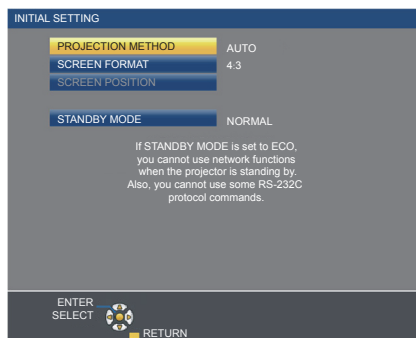 INITIAL SETTING
PROJECTION METHOD AUTO
SCREEN FORMAT 4:3
SCREEN POSITION
STANDBY MODE NORMAL
If STANDBY MODE is set to ECO,
you cannot use network functions
when the projector is standing by.
Also, you cannot use some RS-232C
protocol commands.
ENTER
SELECT
RETURN